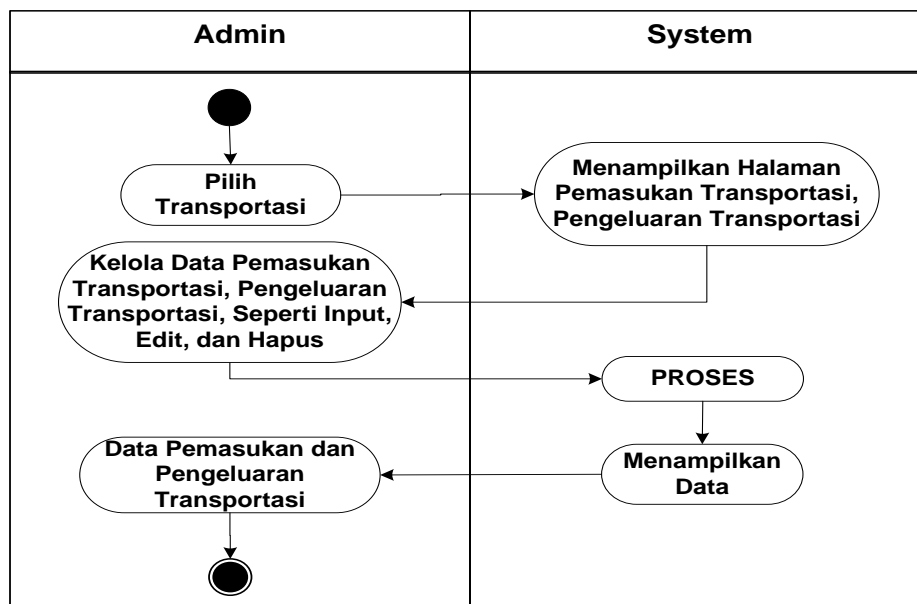 Admin
System
Pilih
Transportasi
Menampilkan Halaman
Pemasukan Transportasi,
Pengeluaran Transportasi
Kelola Data Pemasukan
Transportasi, Pengeluaran
Transportasi, Seperti Input,
Edit, dan Hapus
PROSES
Menampilkan
Data
Data Pemasukan dan
Pengeluaran
Transportasi